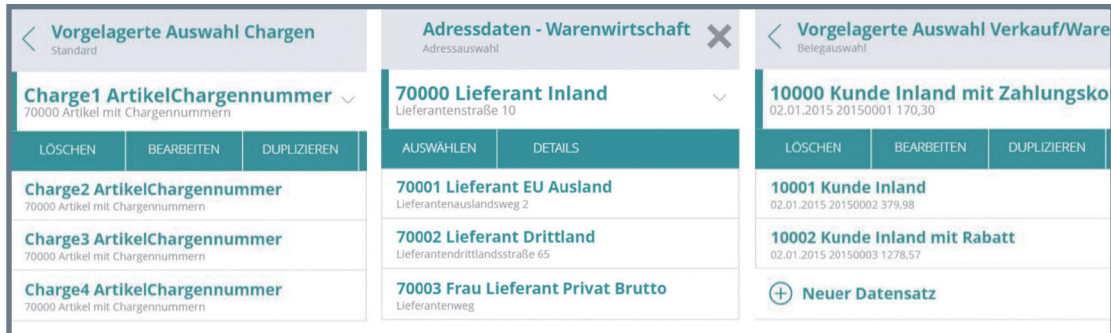 Vorgelagerte Auswahl Chargen
Standard
Charge1 ArtikelChargennummer
70000 Artikel mit Chargennummern
LÖSCHEN BEARBEITEN DUPLIZIEREN
Charge2 ArtikelChargennummer
70000 Artikel mit Chargennummern
Charge3 ArtikelChargennummer
70000 Artikel mit Chargennummern
Charge4 ArtikelChargennummer
70000 Artikel mit Chargennummern
Adressdaten - Warenwirtschaft
Adressauswahl
70000 Lieferant Inland
Lieferantenstraße 10
AUSWÄHLEN DETAILS
70001 Lieferant EU Ausland
Lieferantenauslandsweg 2
70002 Lieferant Drittland
Lieferantendrittlandsstraße 65
70003 Frau Lieferant Privat Brutto
Lieferantenweg
Vorgelagerte Auswahl Verkauf/Ware
Belegauswahl
10000 Kunde Inland mit Zahlungsko
02.01.2015 20150001 170,30
LÖSCHEN BEARBEITEN DUPLIZIEREN
10001 Kunde Inland
02.01.2015 20150002 379,98
10002 Kunde Inland mit Rabatt
02.01.2015 20150003 1278,57
Neuer Datensatz